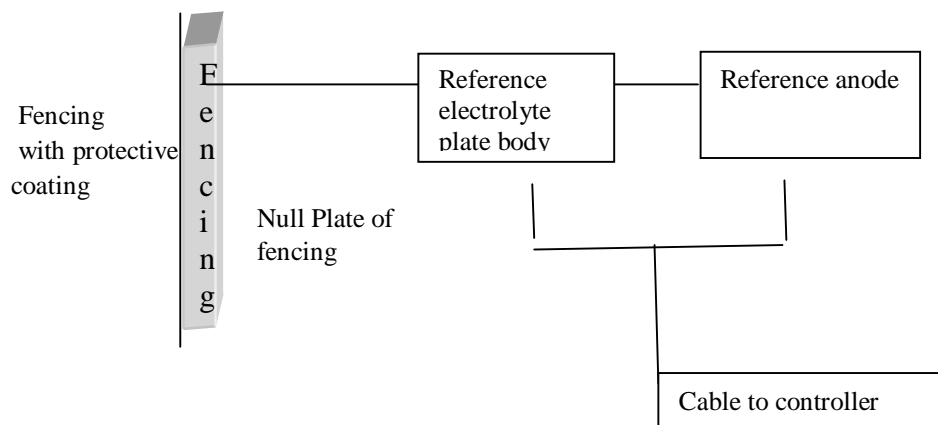 Fencing
with protective
coating
F
e
n
c
i
n
g
Null Plate of
fencing
Reference
electrolyte
plate body
Reference anode
Cable to controller